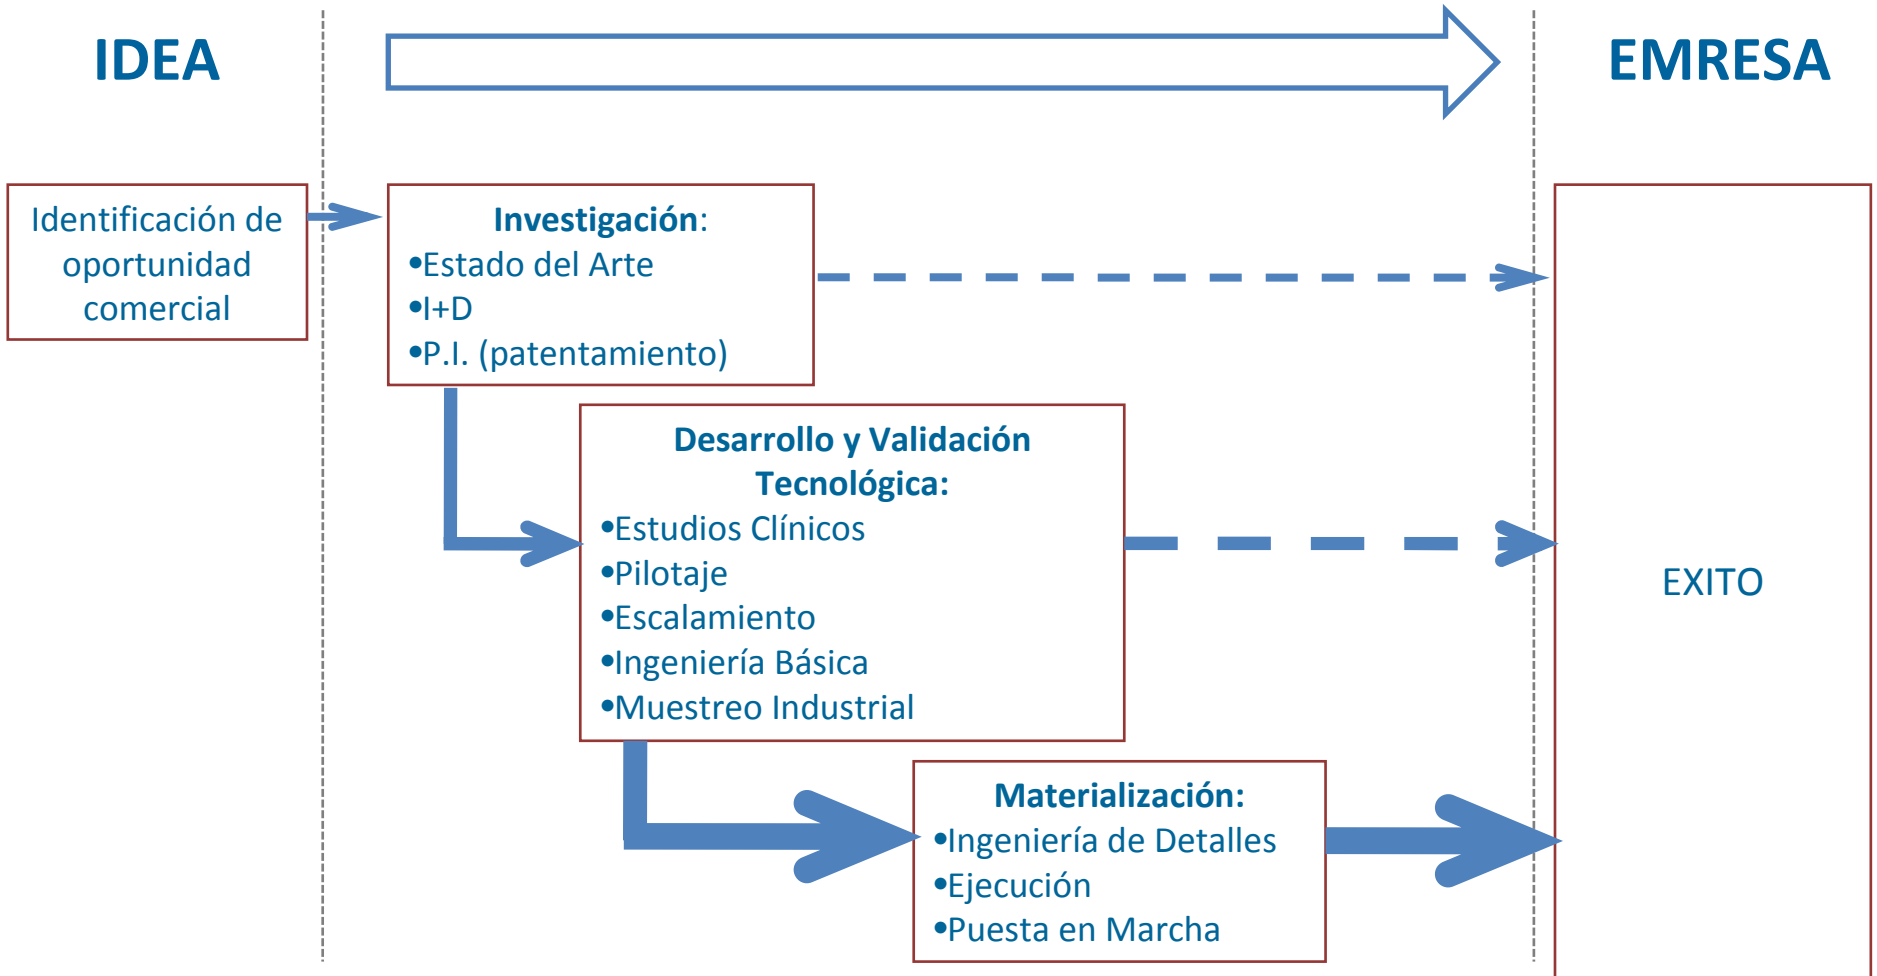 IDEA
EMRESA
Identificación de
oportunidad
comercial
Investigación:
•Estado del Arte
•I+D
•P.I. (patentamiento)
Desarrollo y Validación
Tecnológica:
•Estudios Clínicos
•Pilotaje
•Escalamiento
•Ingeniería Básica
•Muestreo Industrial
Materialización:
•Ingeniería de Detalles
•Ejecución
•Puesta en Marcha
EXITO